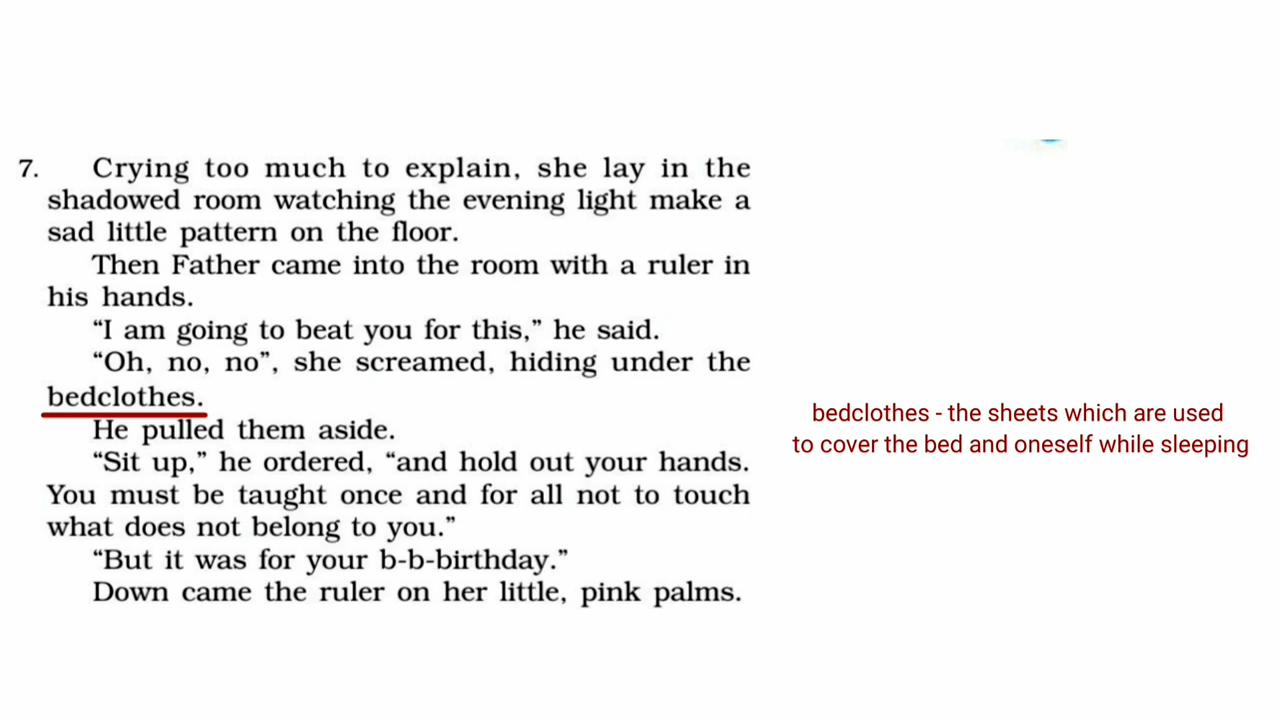 7. Crying too much to explain, she lay in the
shadowed room watching the evening light make a
sad little pattern on the floor.
Then Father came into the room with a ruler in
his hands.
“I am going to beat you for this,” he said.
“Oh, no, no”, she screamed, hiding under the
bedclothes.
He pulled them aside.
“Sit up,” he ordered, “and hold out your hands.
You must be taught once and for all not to touch
what does not belong to you.”
“But it was for your b-b-birthday.”
Down came the ruler on her little, pink palms.
bedclothes - the sheets which are used
to cover the bed and oneself while sleeping